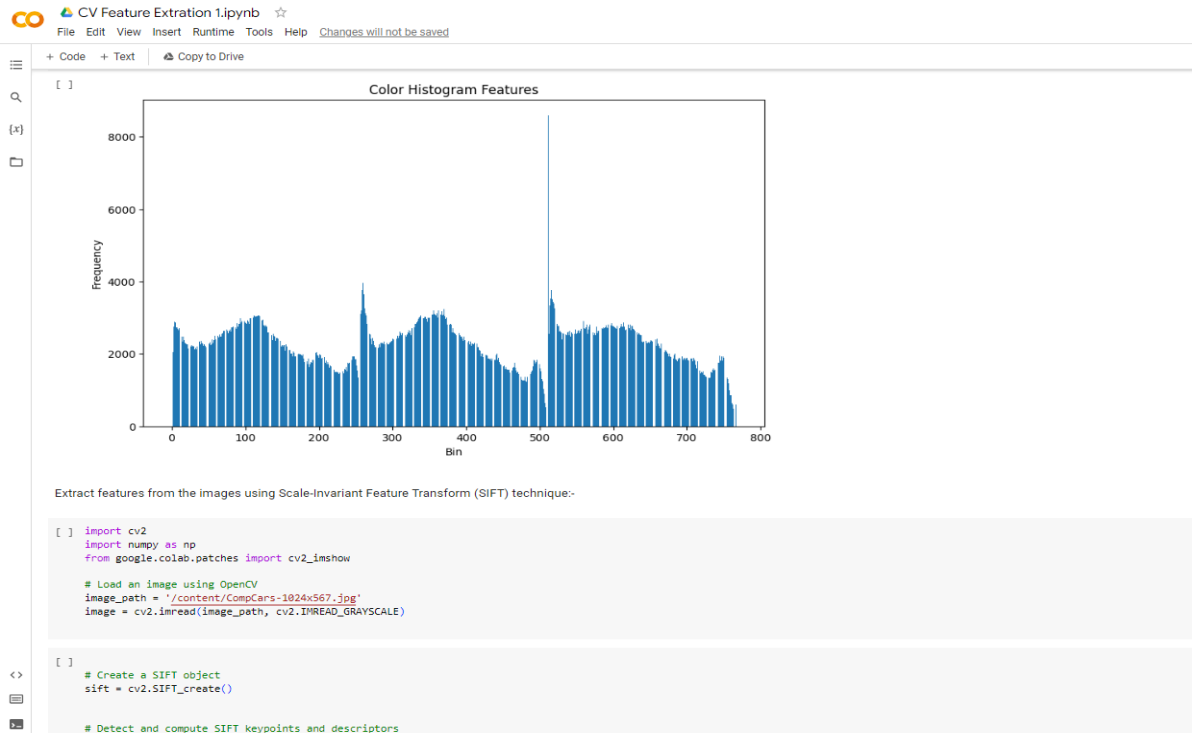 CO CV Feature Extration 1.ipynb ☆
File Edit View Insert Runtime Tools Help Changes will not be saved
+ Code + Text Copy to Drive
[ ]
{x}
Color Histogram Features
8000
6000
4000
2000
0
Frequency
0 100 200 300 400 500 600 700 800
Bin
Extract features from the images using Scale-Invariant Feature Transform (SIFT) technique:-
[ ] import cv2
import numpy as np
from google.colab.patches import cv2_imshow
# Load an image using OpenCV
image_path = '/content/CompCars-1024x567.jpg'
image = cv2.imread(image_path, cv2.IMREAD_GRAYSCALE)
[ ]
# Create a SIFT object
<> sift = cv2.SIFT_create()
# Detect and compute SIFT keypoints and descriptors